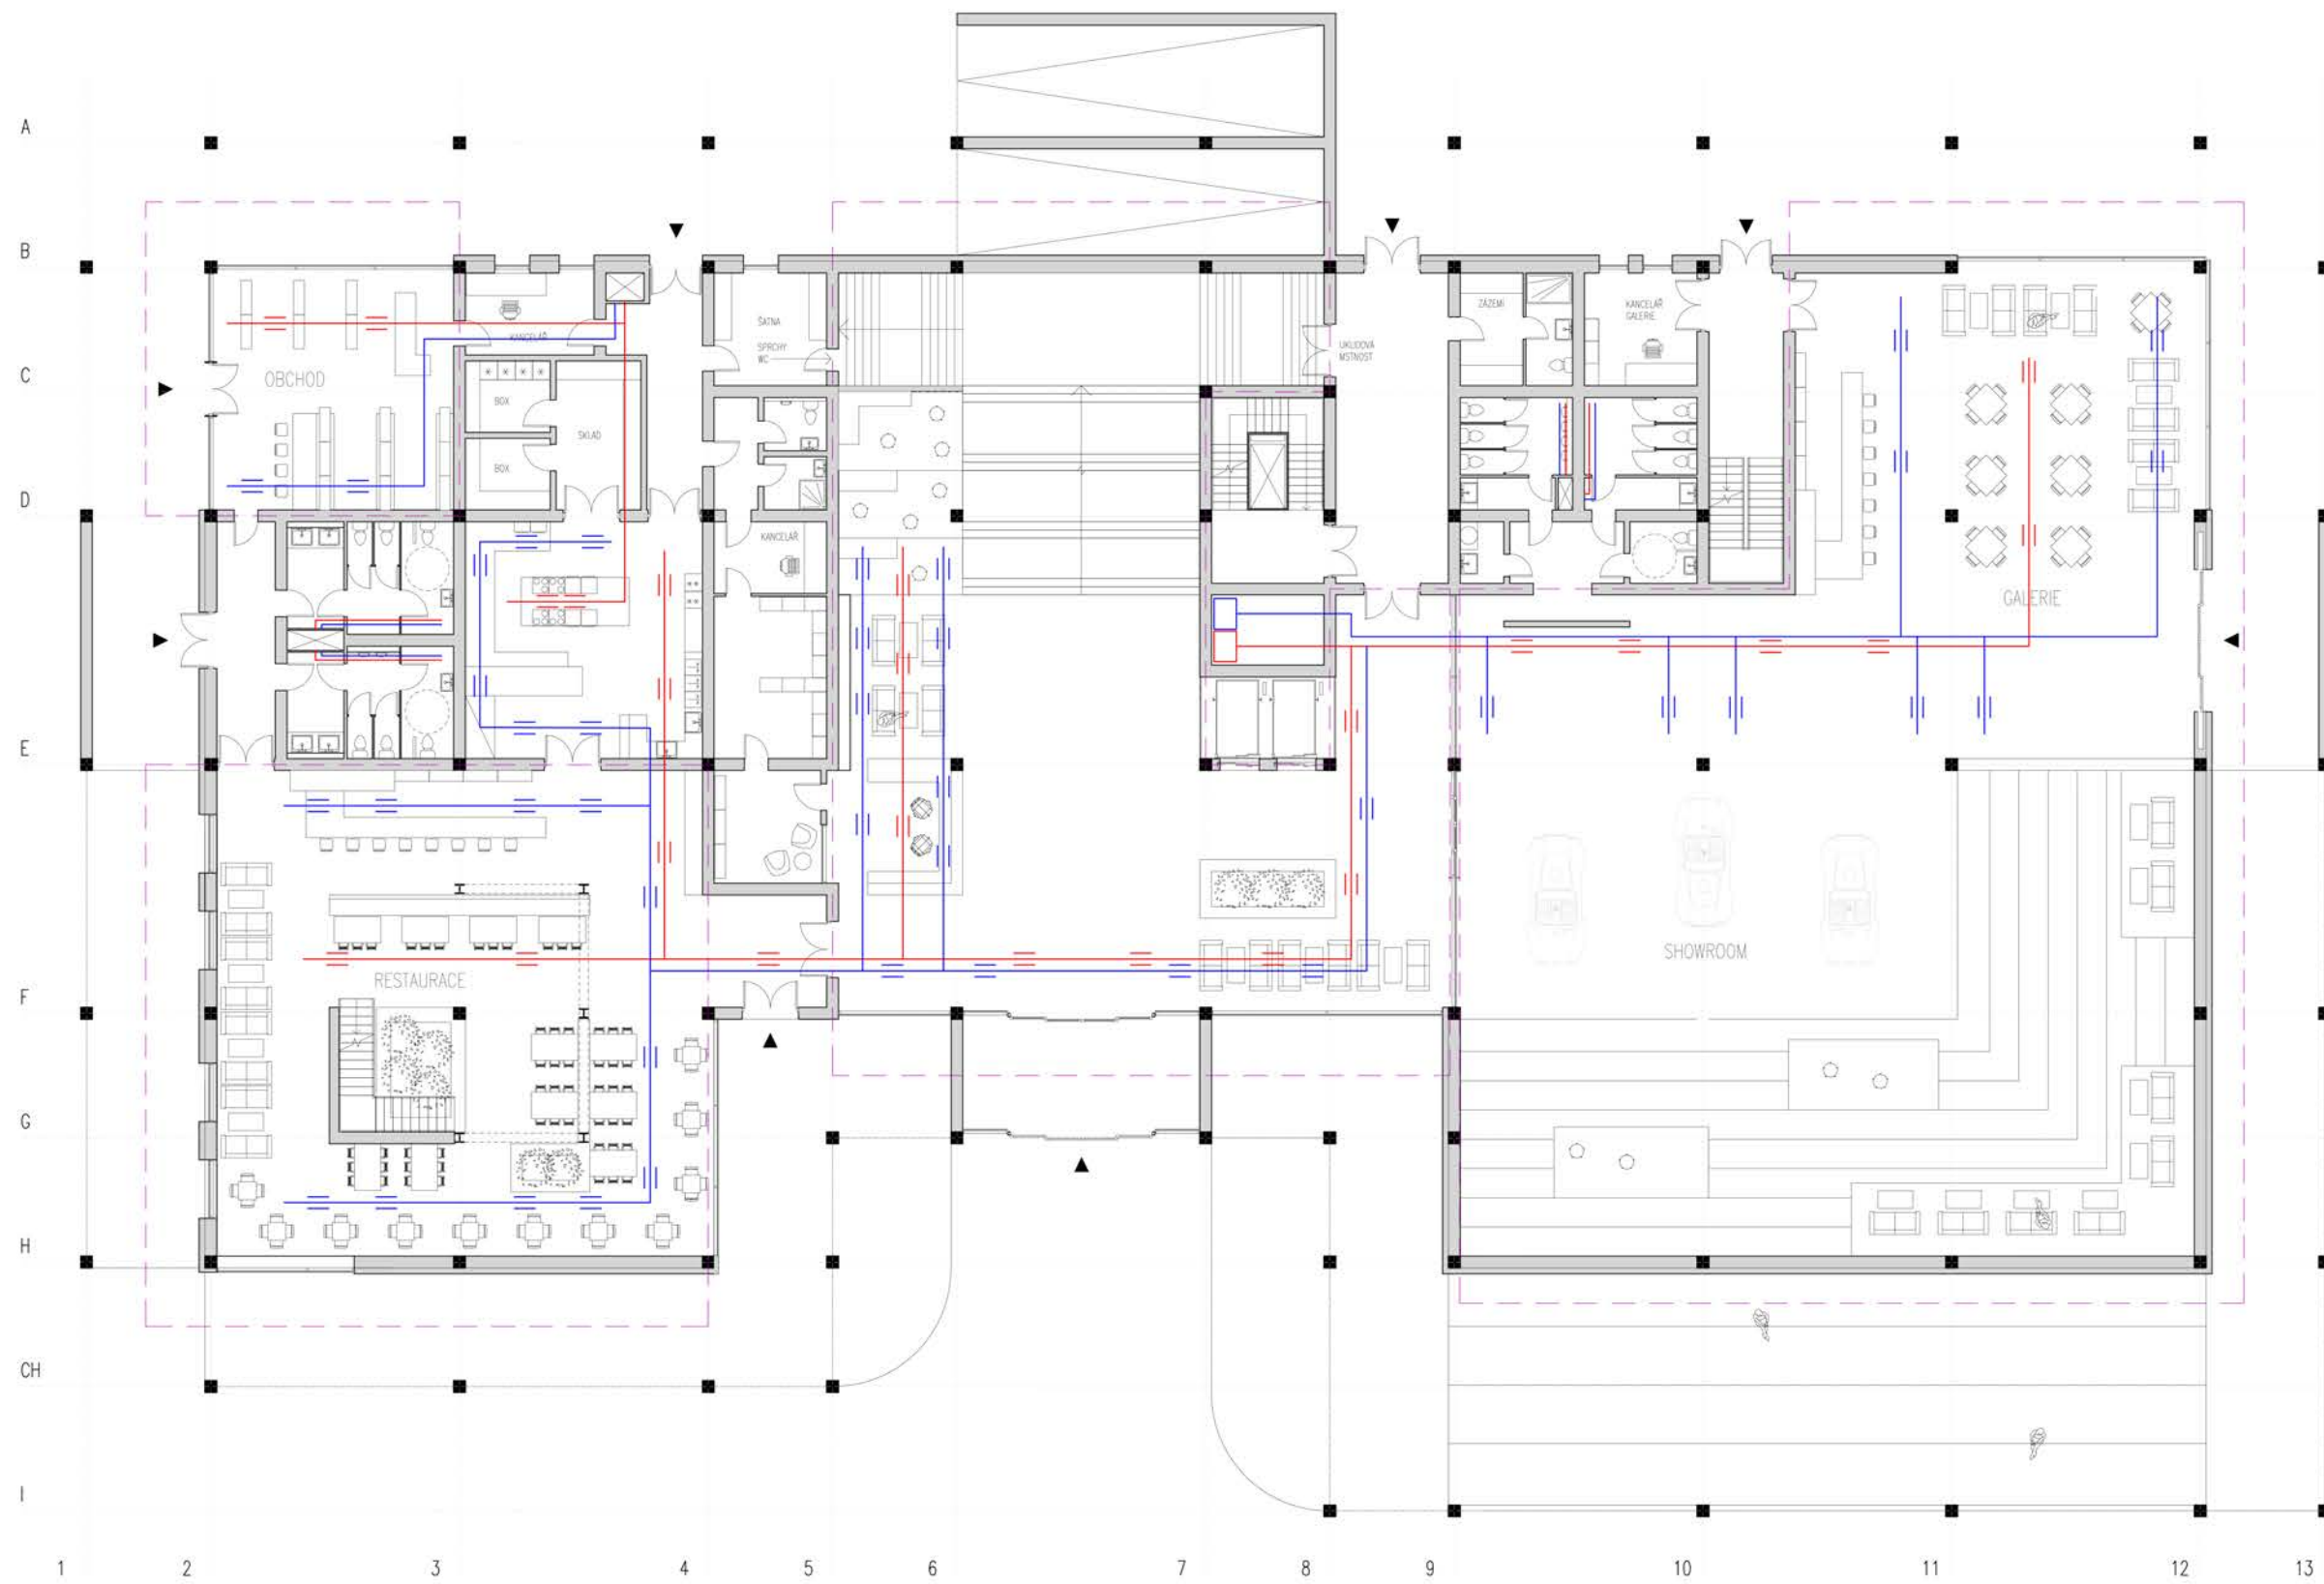 A
B
C
D
E
F
G
H
CH
I
OBCHOD
KANCELÁŘ
BOX
BOX
SKLAD
ŠATNA
SPRCHY
WC
KANCELÁŘ
UKLIDOVÁ
MSTNOST
ZÁZEMÍ
KANCELÁŘ
GALERIE
GALERIE
RESTAURACE
SHOWROOM
1 2 3 4 5 6 7 8 9 10 11 12 13